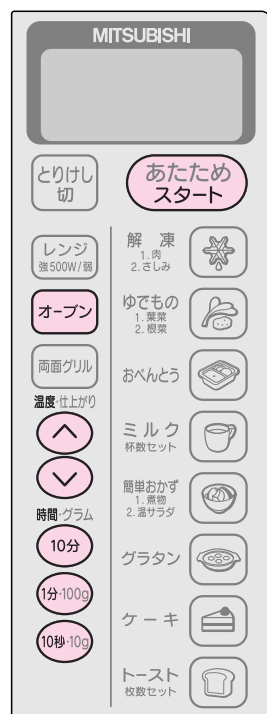 MITSUBISHI
とりけし
切
あたため
スタート
レンジ
強500W/弱
オーブン
両面グリル
温度・仕上がり
時間・グラム
10分
1分・100g
10秒・10g
解 凍
1.肉
2.さしみ
ゆでもの
1.葉菜
2.根菜
おべんとう
ミルク
杯数セット
簡単おかず
1.煮物
2.温サラダ
グラタン
ケーキ
トースト
枚数セット